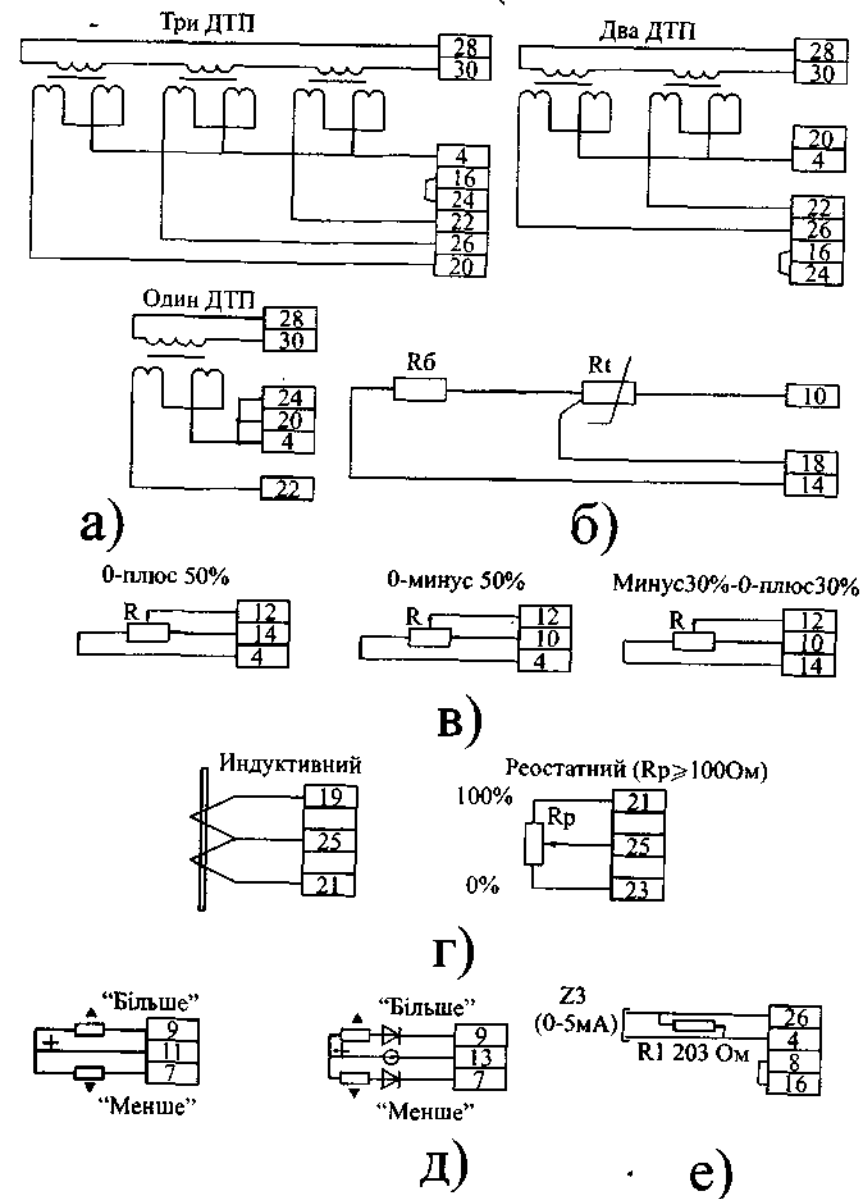 Три ДТП
28
30
4
16
24
22
26
20
Два ДТП
28
30
20
4
22
26
16
24
Один ДТП
28
30
24
20
4
22
а)
Rб
Rt
10
18
14
б)
0-плюс 50%
R
12
14
4
0-минус 50%
R
12
10
4
Минус30%-0-плюс30%
R
12
10
14
в)
Индуктивний
19
25
21
Реостатний (Rp⩾100Ом)
100%
Rp
0%
21
25
23
г)
“Більше”
+
9
11
7
“Менше”
“Більше”
+
9
13
7
“Менше”
д)
Z3
(0-5мА)
R1 203 Ом
26
4
8
16
е)